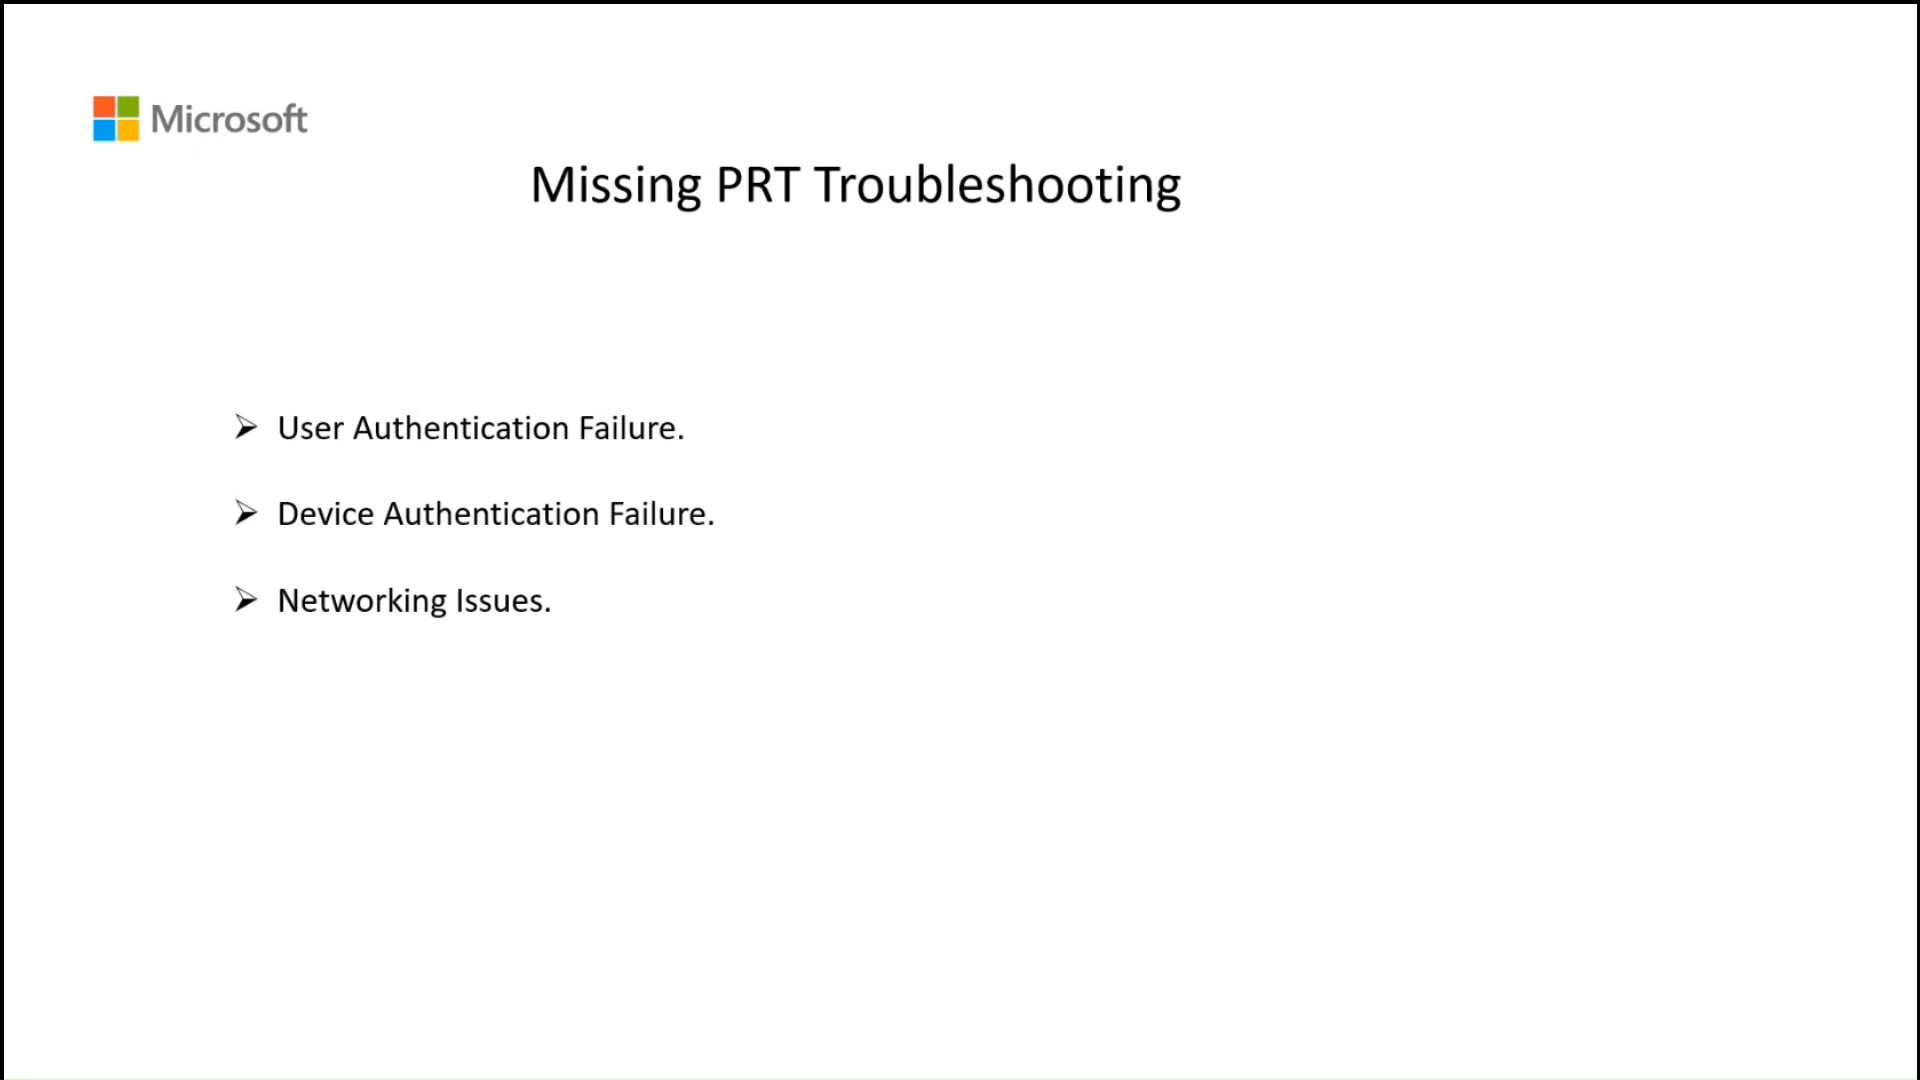 Microsoft
Missing PRT Troubleshooting
User Authentication Failure.
Device Authentication Failure.
Networking Issues.